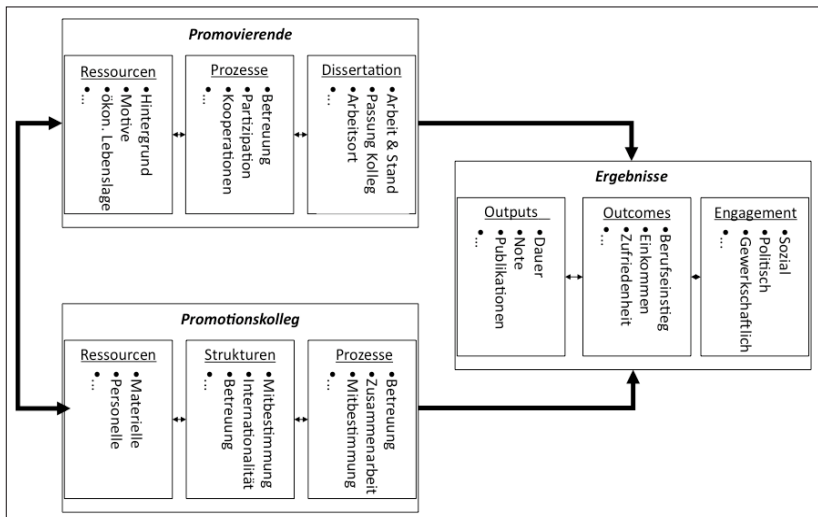 Promovierende
Ressourcen
• Hintergrund
• Motive
• ökon. Lebenslage
• ...
Prozesse
• Betreuung
• Partizipation
• Kooperationen
• ...
Dissertation
• Arbeit & Stand
• Passung Kolleg
• Arbeitsort
• ...
Ergebnisse
Outputs
• Dauer
• Note
• Publikationen
• ...
Outcomes
• Berufseinstieg
• Einkommen
• Zufriedenheit
• ...
Engagement
• Sozial
• Politisch
• Gewerkschaftlich
• ...
Promotionskolleg
Ressourcen
• Materielle
• Personelle
• ...
Strukturen
• Mitbestimmung
• Internationalität
• Betreuung
• ...
Prozesse
• Betreuung
• Zusammenarbeit
• Mitbestimmung
• ...